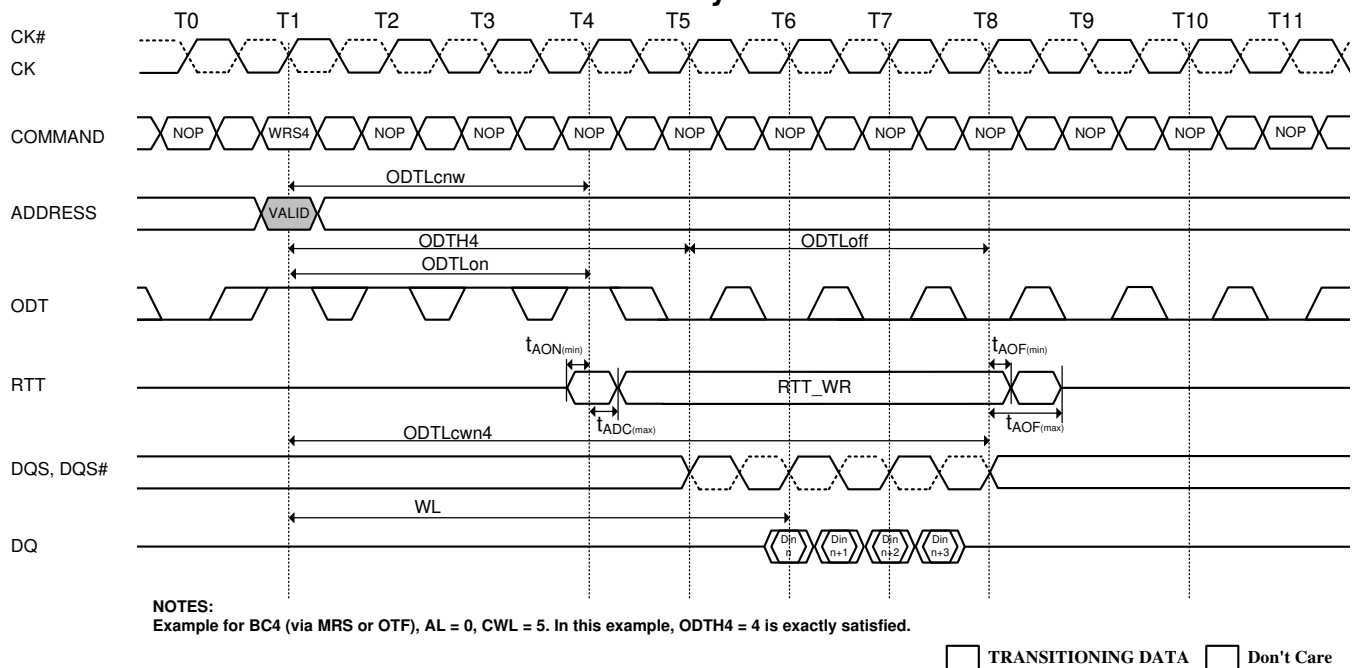 T0 T1 T2 T3 T4 T5 T6 T7 T8 T9 T10 T11
CK#
CK
COMMAND NOP WRS4 NOP NOP NOP NOP NOP NOP NOP NOP NOP NOP
ODTLcnw
ADDRESS VALID
ODTH4 ODTLoff
ODTLon
ODT
tAON(min) tAOF(min)
RTT RTT_WR
tADC(max) tAOF(max)
ODTLcwn4
DQS, DQS#
WL
DQ Din n Din n+1 Din n+2 Din n+3
NOTES:
Example for BC4 (via MRS or OTF), AL = 0, CWL = 5. In this example, ODTH4 = 4 is exactly satisfied.
TRANSITIONING DATA Don't Care